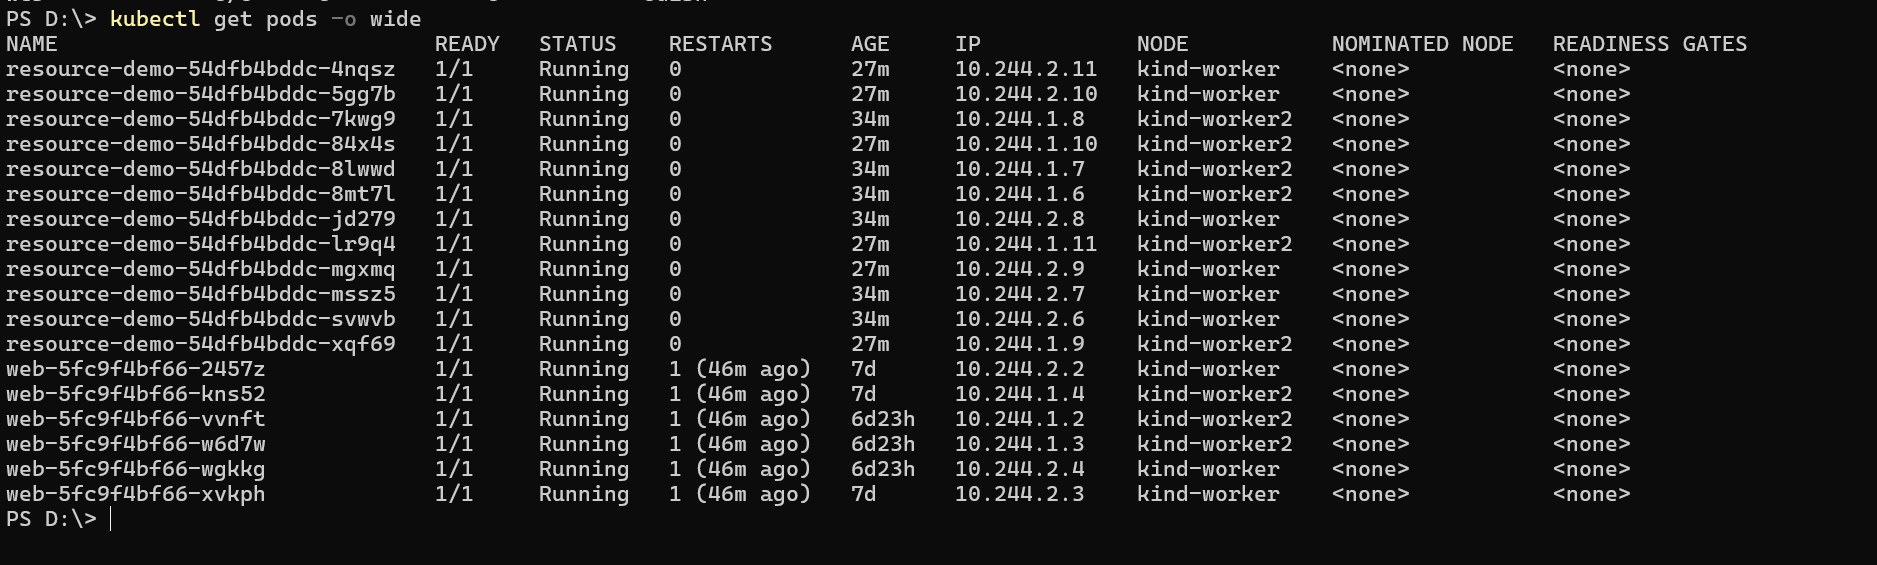 PS D:\> kubectl get pods -o wide
NAME READY STATUS RESTARTS AGE IP NODE NOMINATED NODE READINESS GATES
resource-demo-54dfb4bddc-4nqsz 1/1 Running 0 27m 10.244.2.11 kind-worker <none> <none>
resource-demo-54dfb4bddc-5gg7b 1/1 Running 0 27m 10.244.2.10 kind-worker <none> <none>
resource-demo-54dfb4bddc-7kwg9 1/1 Running 0 34m 10.244.1.8 kind-worker2 <none> <none>
resource-demo-54dfb4bddc-84x4s 1/1 Running 0 27m 10.244.1.10 kind-worker2 <none> <none>
resource-demo-54dfb4bddc-8lwwd 1/1 Running 0 34m 10.244.1.7 kind-worker2 <none> <none>
resource-demo-54dfb4bddc-8mt7l 1/1 Running 0 34m 10.244.1.6 kind-worker2 <none> <none>
resource-demo-54dfb4bddc-jd279 1/1 Running 0 34m 10.244.2.8 kind-worker <none> <none>
resource-demo-54dfb4bddc-lr9q4 1/1 Running 0 27m 10.244.1.11 kind-worker2 <none> <none>
resource-demo-54dfb4bddc-mgxmq 1/1 Running 0 27m 10.244.2.9 kind-worker <none> <none>
resource-demo-54dfb4bddc-mssz5 1/1 Running 0 34m 10.244.2.7 kind-worker <none> <none>
resource-demo-54dfb4bddc-svwvb 1/1 Running 0 34m 10.244.2.6 kind-worker <none> <none>
resource-demo-54dfb4bddc-xqf69 1/1 Running 0 27m 10.244.1.9 kind-worker2 <none> <none>
web-5fc9f4bf66-2457z 1/1 Running 1 (46m ago) 7d 10.244.2.2 kind-worker <none> <none>
web-5fc9f4bf66-kns52 1/1 Running 1 (46m ago) 7d 10.244.1.4 kind-worker2 <none> <none>
web-5fc9f4bf66-vvnft 1/1 Running 1 (46m ago) 6d23h 10.244.1.2 kind-worker2 <none> <none>
web-5fc9f4bf66-w6d7w 1/1 Running 1 (46m ago) 6d23h 10.244.1.3 kind-worker2 <none> <none>
web-5fc9f4bf66-wgkkg 1/1 Running 1 (46m ago) 6d23h 10.244.2.4 kind-worker <none> <none>
web-5fc9f4bf66-xvkph 1/1 Running 1 (46m ago) 7d 10.244.2.3 kind-worker <none> <none>
PS D:\>